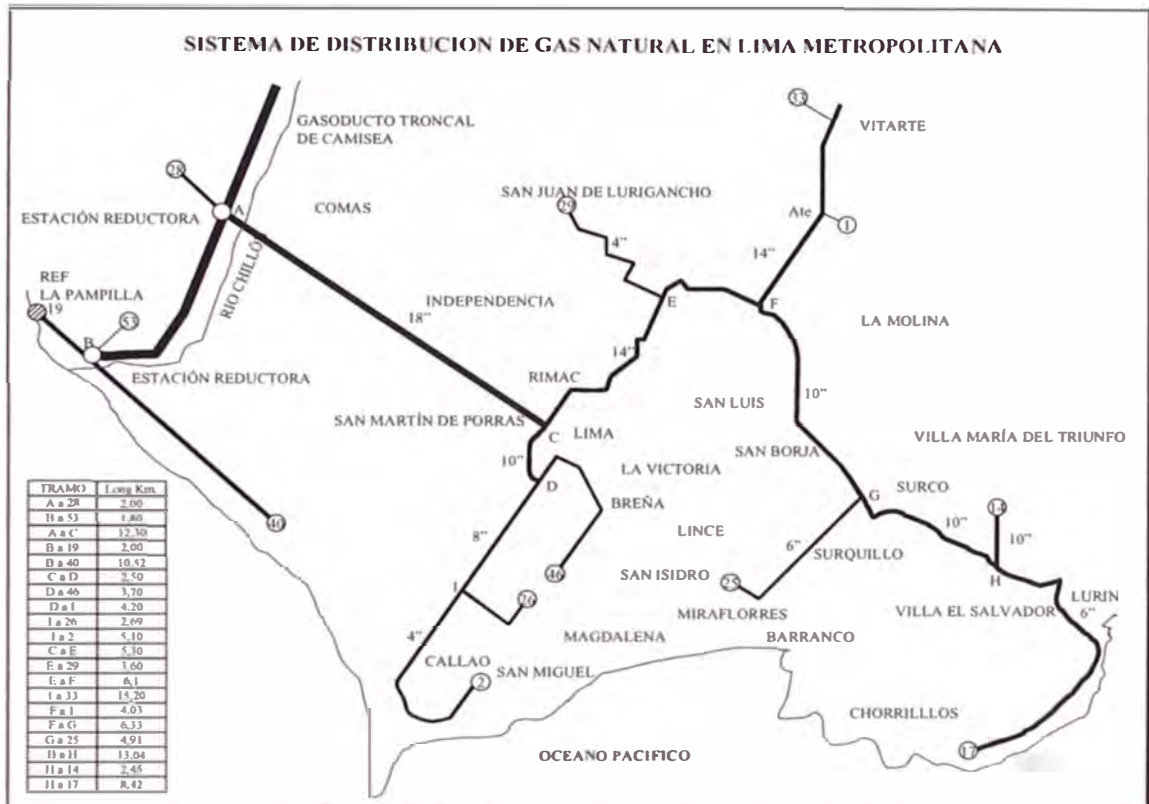 SISTEMA DE DISTRIBUCION DE GAS NATURAL EN LIMA METROPOLITANA
GASODUCTO TRONCAL
DE CAMISEA
33
VITARTE
28
SAN JUAN DE LURIGANCHO
29
COMAS
ESTACIÓN REDUCTORA
A
Ate
1
4"
14"
RIO CHILLÓ
REF
LA PAMPILLA
19
53
B
INDEPENDENCIA
E
F
18"
LA MOLINA
ESTACIÓN REDUCTORA
14"
RIMAC
10"
SAN LUIS
SAN MARTÍN DE PORRAS
C
LIMA
VILLA MARÍA DEL TRIUNFO
SAN BORJA
10"
D
LA VICTORIA
BREÑA
G
SURCO
14
40
8"
LINCE
10"
10"
6"
SURQUILLO
46
SAN ISIDRO
25
H
I
26
MIRAFLORRES
VILLA EL SALVADOR
LURIN
6"
4"
MAGDALENA
BARRANCO
CALLAO
SAN MIGUEL
2
CHORRILLLOS
17
OCEANO PACIFICO
TRAMO Long Km.
A a 28 2,00
B a 53 1,80
A a C 12,30
B a 19 2,00
B a 40 10,52
C a D 2,50
D a 46 3,70
D a I 4,20
I a 26 2,69
I a 2 5,10
C a E 5,30
E a 29 3,60
E a F 6,1
a 33 15,20
F a 4,03
F a G 6,33
G a 25 4,91
B a H 13,04
H a 14 2,45
H a 17 8,42